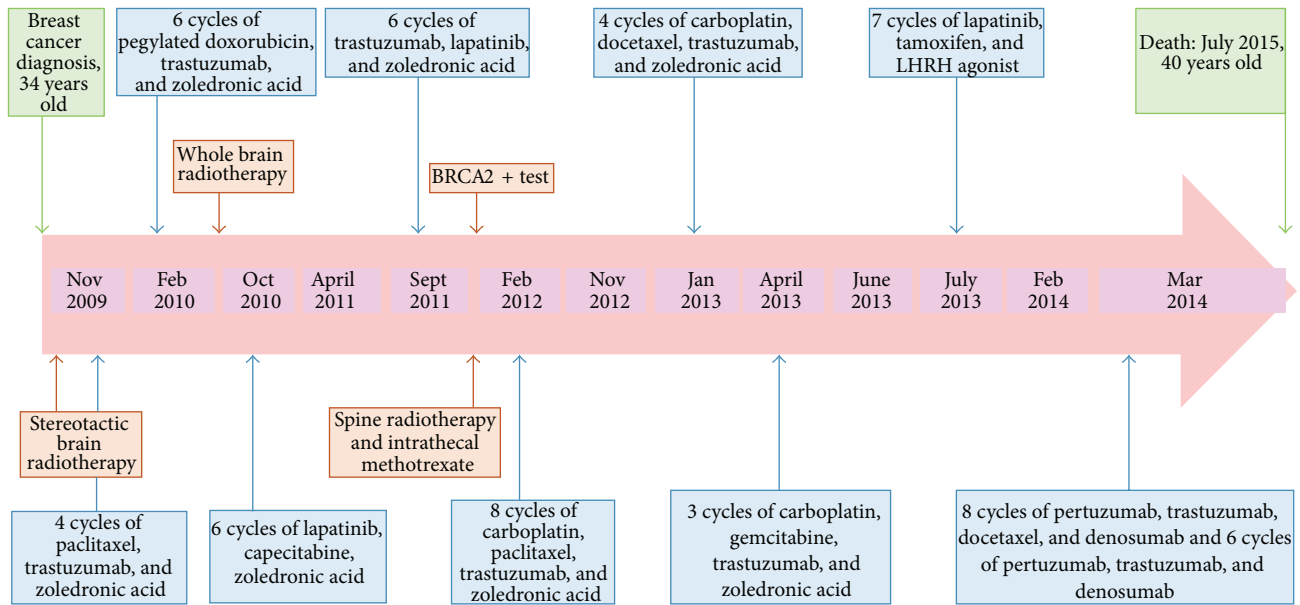 Breast
cancer
diagnosis,
34 years
old
6 cycles of
pegylated doxorubicin,
trastuzumab,
and zoledronic acid
6 cycles of
trastuzumab, lapatinib,
and zoledronic acid
4 cycles of carboplatin,
docetaxel, trastuzumab,
and zoledronic acid
7 cycles of lapatinib,
tamoxifen, and
LHRH agonist
Death: July 2015,
40 years old
Whole brain
radiotherapy
BRCA2 + test
Nov
2009
Feb
2010
Oct
2010
April
2011
Sept
2011
Feb
2012
Nov
2012
Jan
2013
April
2013
June
2013
July
2013
Feb
2014
Mar
2014
Stereotactic
brain
radiotherapy
Spine radiotherapy
and intrathecal
methotrexate
4 cycles of
paclitaxel,
trastuzumab, and
zoledronic acid
6 cycles of lapatinib,
capecitabine,
zoledronic acid
8 cycles of
carboplatin,
paclitaxel,
trastuzumab, and
zoledronic acid
3 cycles of carboplatin,
gemcitabine,
trastuzumab, and
zoledronic acid
8 cycles of pertuzumab, trastuzumab,
docetaxel, and denosumab and 6 cycles
of pertuzumab, trastuzumab, and
denosumab